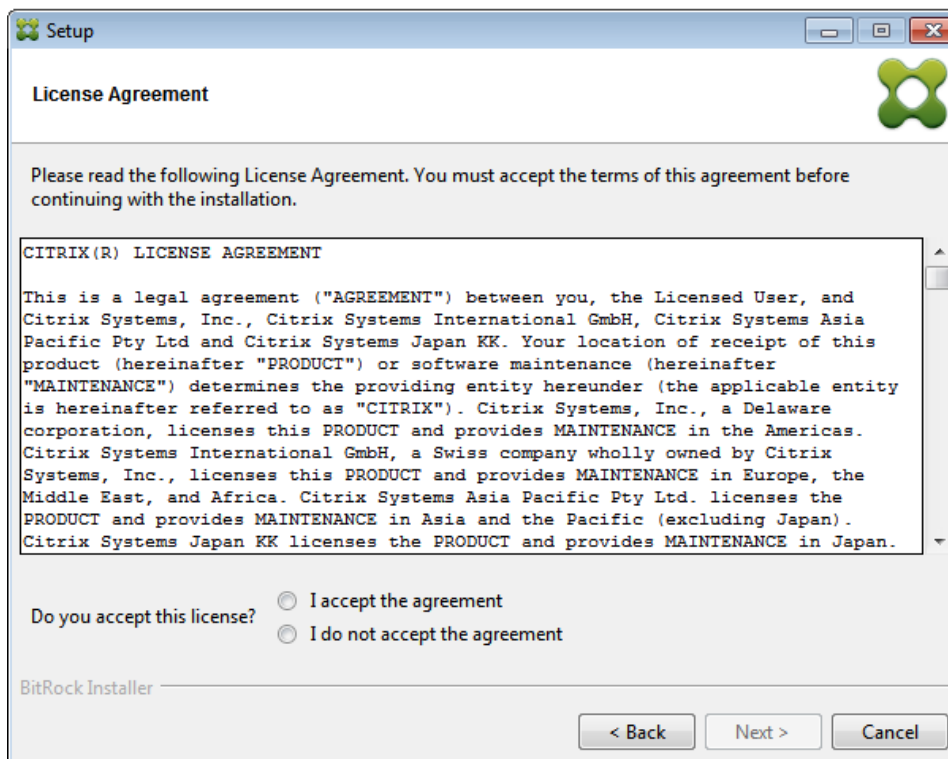 Setup
License Agreement
Please read the following License Agreement. You must accept the terms of this agreement before
continuing with the installation.
CITRIX(R) LICENSE AGREEMENT
This is a legal agreement ("AGREEMENT") between you, the Licensed User, and
Citrix Systems, Inc., Citrix Systems International GmbH, Citrix Systems Asia
Pacific Pty Ltd and Citrix Systems Japan KK. Your location of receipt of this
product (hereinafter "PRODUCT") or software maintenance (hereinafter
"MAINTENANCE") determines the providing entity hereunder (the applicable entity
is hereinafter referred to as "CITRIX"). Citrix Systems, Inc., a Delaware
corporation, licenses this PRODUCT and provides MAINTENANCE in the Americas.
Citrix Systems International GmbH, a Swiss company wholly owned by Citrix
Systems, Inc., licenses this PRODUCT and provides MAINTENANCE in Europe, the
Middle East, and Africa. Citrix Systems Asia Pacific Pty Ltd. licenses the
PRODUCT and provides MAINTENANCE in Asia and the Pacific (excluding Japan).
Citrix Systems Japan KK licenses the PRODUCT and provides MAINTENANCE in Japan.
Do you accept this license?
I accept the agreement
I do not accept the agreement
BitRock Installer
< Back
Next >
Cancel